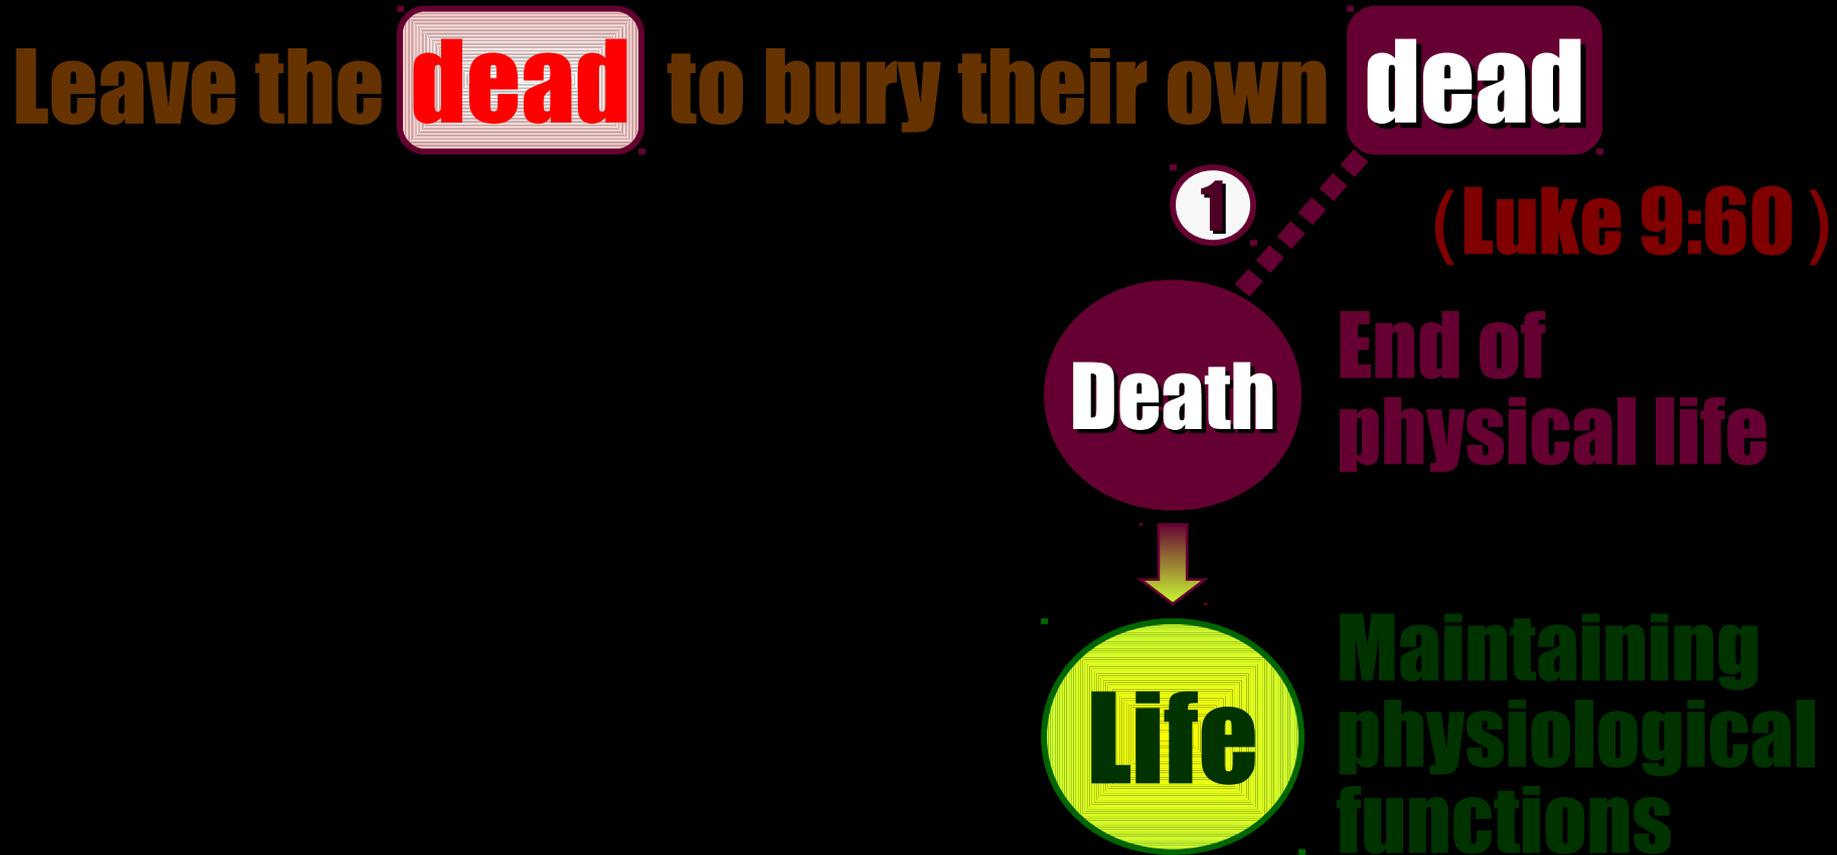 Leave the dead to bury their own dead
1
(Luke 9:60)
Death
End of
physical life
Life
Maintaining
physiological
functions